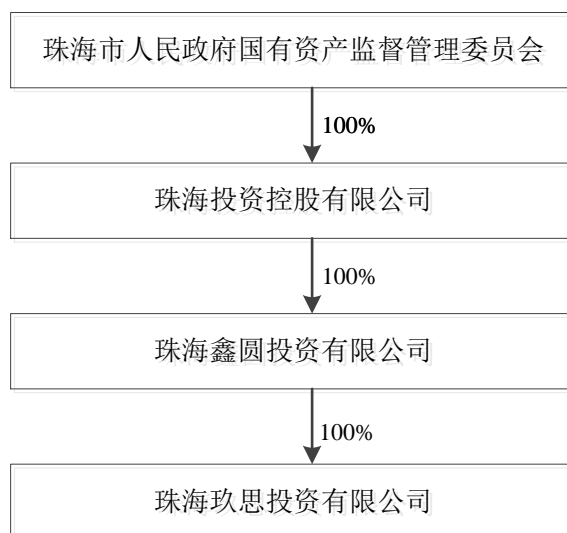 珠海市人民政府国有资产监督管理委员会
100%
珠海投资控股有限公司
100%
珠海鑫圆投资有限公司
100%
珠海玖思投资有限公司